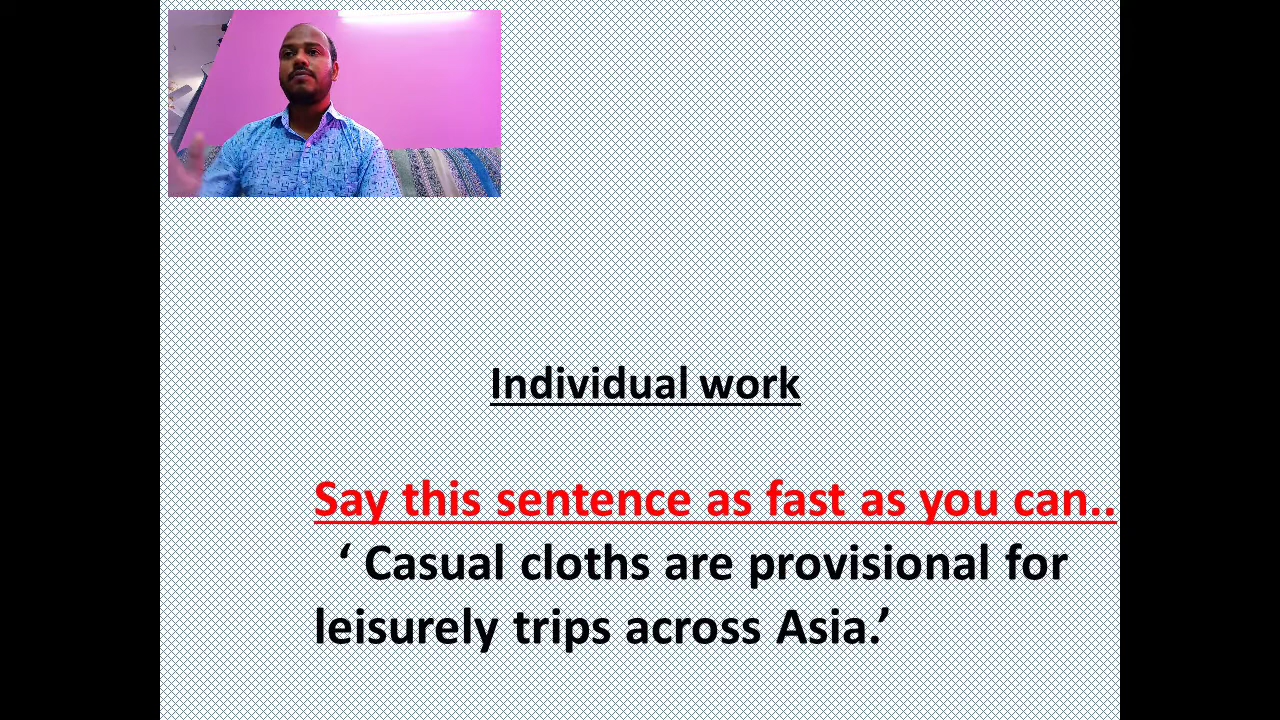 Individual work
Say this sentence as fast as you can..
‘ Casual cloths are provisional for
leisurely trips across Asia.’